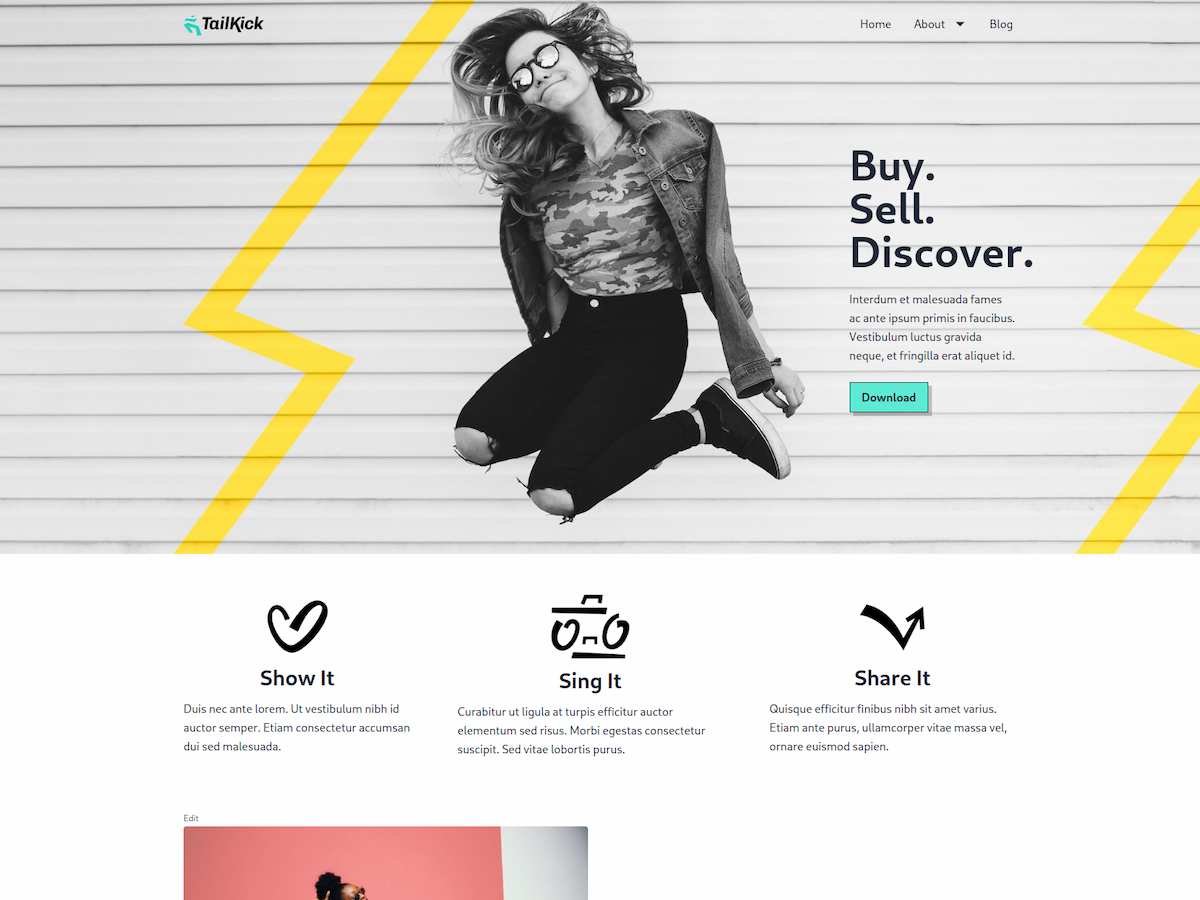 TailKick
Home About Blog
Buy.
Sell.
Discover.
Interdum et malesuada fames
ac ante ipsum primis in faucibus.
Vestibulum luctus gravida
neque, et fringilla erat aliquet id.
Download
Show It
Duis nec ante lorem. Ut vestibulum nibh id
auctor semper. Etiam consectetur accumsan
dui sed malesuada.
Sing It
Curabitur ut ligula at turpis efficitur auctor
elementum sed risus. Morbi egestas consectetur
suscipit. Sed vitae lobortis purus.
Share It
Quisque efficitur finibus nibh sit amet varius.
Etiam ante purus, ullamcorper vitae massa vel,
ornare euismod sapien.
Edit